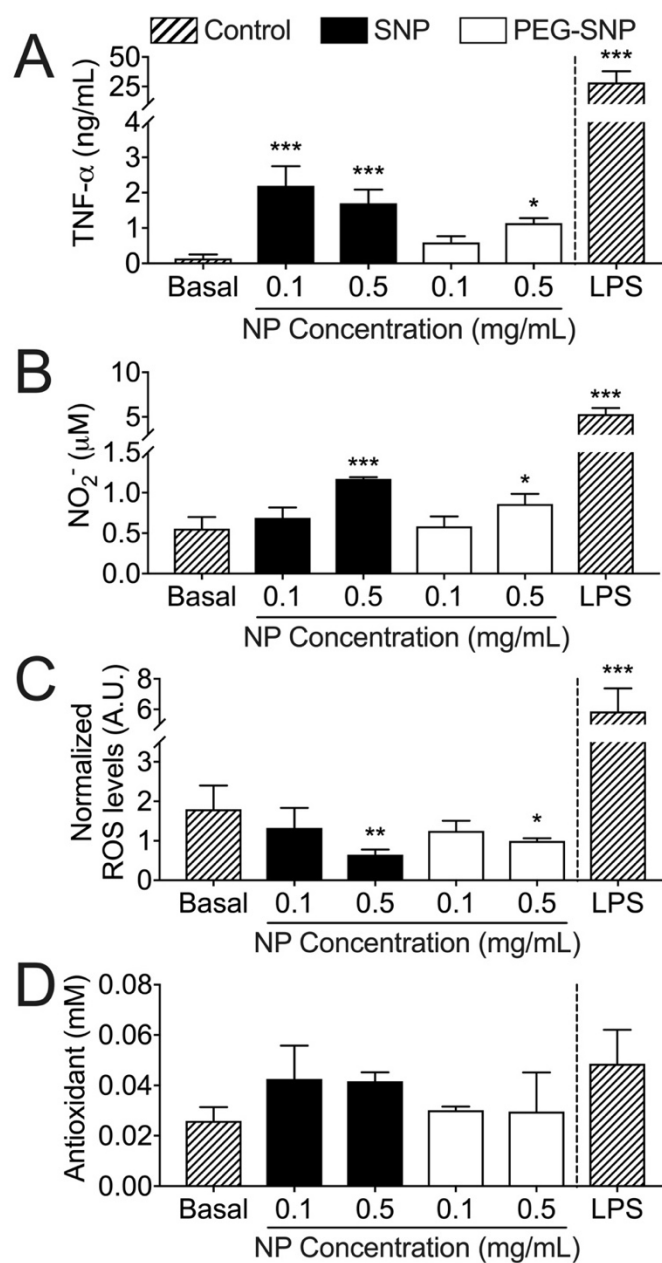 Control SNP PEG-SNP
A
TNF-α (ng/mL)
50
25
4
3
2
1
0
*** *** * ***
Basal 0.1 0.5 0.1 0.5 LPS
NP Concentration (mg/mL)
B
NO₂⁻ (μM)
10
5
1.5
1.0
0.5
0.0
*** * ***
Basal 0.1 0.5 0.1 0.5 LPS
NP Concentration (mg/mL)
C
Normalized
ROS levels (A.U.)
8
6
3
2
1
0
** * ***
Basal 0.1 0.5 0.1 0.5 LPS
NP Concentration (mg/mL)
D
Antioxidant (mM)
0.08
0.06
0.04
0.02
0.00
Basal 0.1 0.5 0.1 0.5 LPS
NP Concentration (mg/mL)